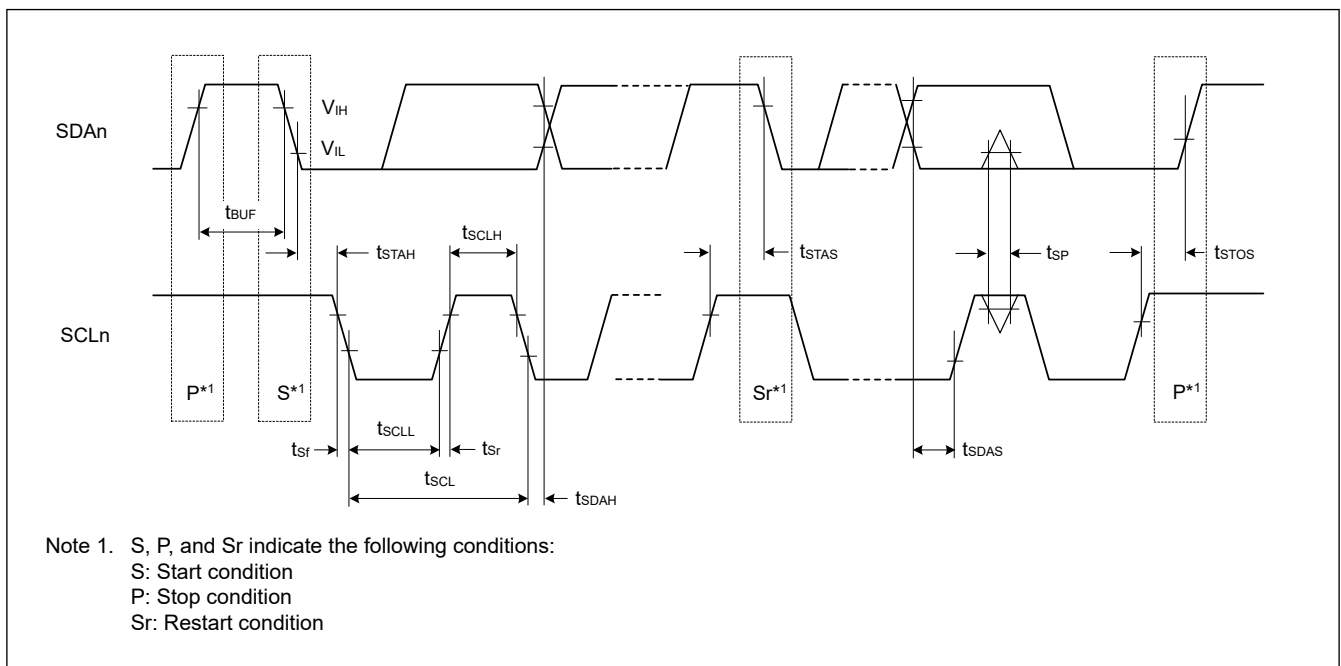 SDAn
VIH
VIL
tBUF
tSTAH
tSCLH
tSTAS
tSP
tSTOS
SCLn
P*1
S*1
Sr*1
P*1
tSf
tSCLL
tSr
tSDAS
tSCL
tSDAH
Note 1. S, P, and Sr indicate the following conditions:
S: Start condition
P: Stop condition
Sr: Restart condition